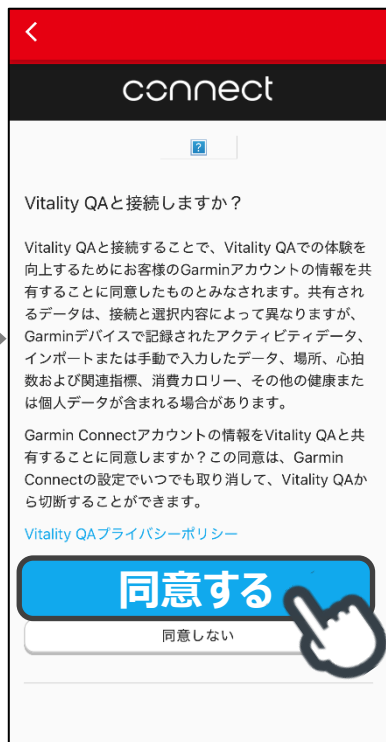 connect
Vitality QAと接続しますか？
Vitality QAと接続することで、Vitality QAでの体験を
向上するためにお客様のGarminアカウントの情報を共
有することに同意したものとみなされます。共有され
るデータは、接続と選択内容によって異なりますが、
Garminデバイスで記録されたアクティビティデータ、
インポートまたは手動で入力したデータ、場所、心拍
数および関連指標、消費カロリー、その他の健康また
は個人データが含まれる場合があります。
Garmin Connectアカウントの情報をVitality QAと共
有することに同意しますか？この同意は、Garmin
Connectの設定でいつでも取り消して、Vitality QAか
ら切断することができます。
Vitality QAプライバシーポリシー
同意する
同意しない